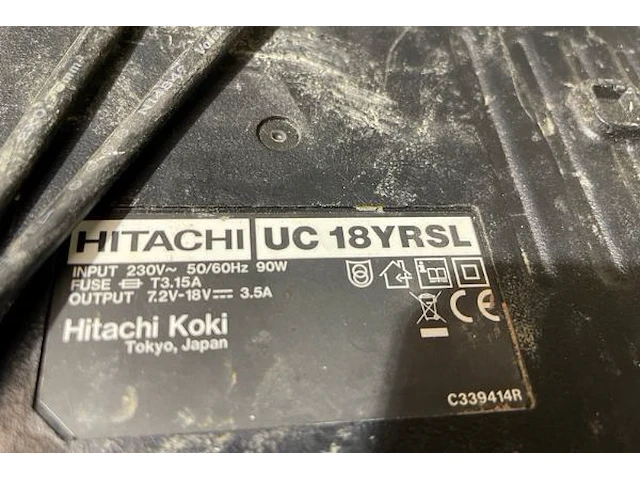 HITACHI UC 18YRSL
INPUT 230V~ 50/60Hz 90W
FUSE T3.15A
OUTPUT 7.2V-18V⎓ 3.5A
Hitachi Koki
Tokyo, Japan
CE
C339414R